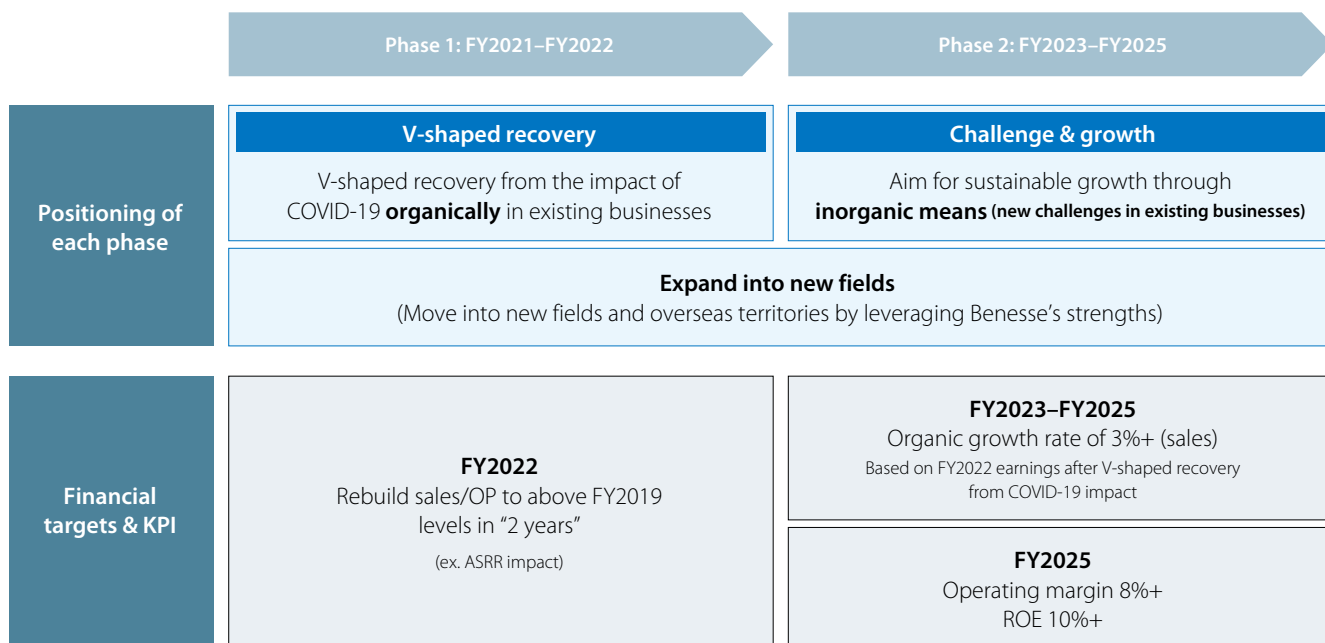 Phase 1: FY2021–FY2022
Phase 2: FY2023–FY2025
Positioning of
each phase
V-shaped recovery
V-shaped recovery from the impact of
COVID-19 organically in existing businesses
Challenge & growth
Aim for sustainable growth through
inorganic means (new challenges in existing businesses)
Expand into new fields
(Move into new fields and overseas territories by leveraging Benesse’s strengths)
Financial
targets & KPI
FY2022
Rebuild sales/OP to above FY2019
levels in “2 years”
(ex. ASRR impact)
FY2023–FY2025
Organic growth rate of 3%+ (sales)
Based on FY2022 earnings after V-shaped recovery
from COVID-19 impact
FY2025
Operating margin 8%+
ROE 10%+